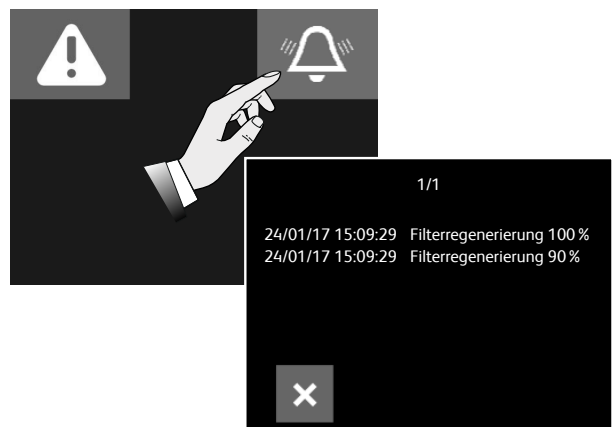 1/1
24/01/17 15:09:29 Filterregenerierung 100 %
24/01/17 15:09:29 Filterregenerierung 90 %